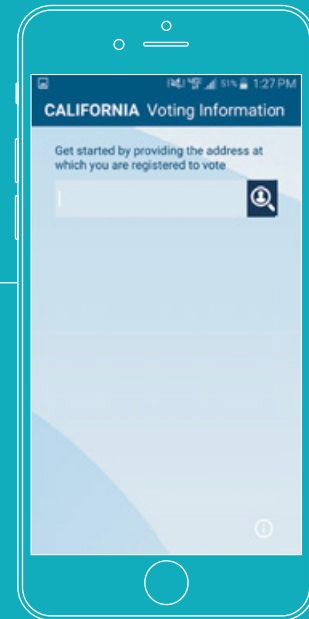 51% 1:27 PM
CALIFORNIA Voting Information
Get started by providing the address at
which you are registered to vote